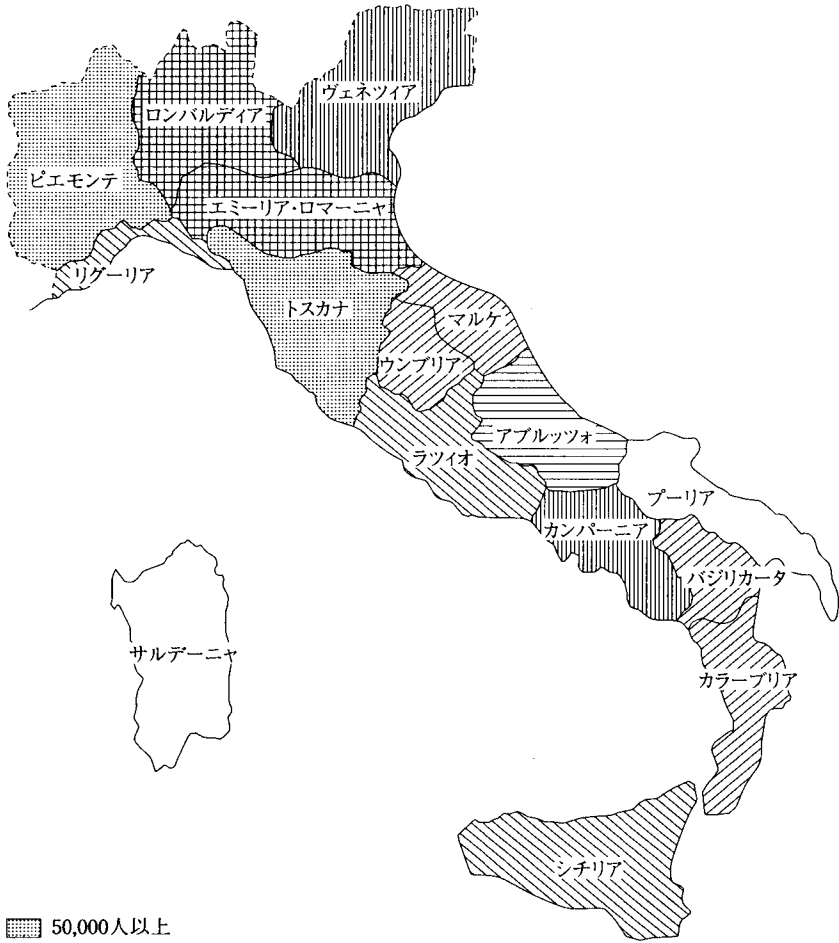 ヴェネツィア
ロンバルディア
ピエモンテ
エミーリア・ロマーニャ
リグーリア
トスカナ
マルケ
ウンブリア
アブルッツォ
ラツィオ
プーリア
カンパーニア
バジリカータ
サルデーニャ
カラーブリア
シチリア
50,000人以上